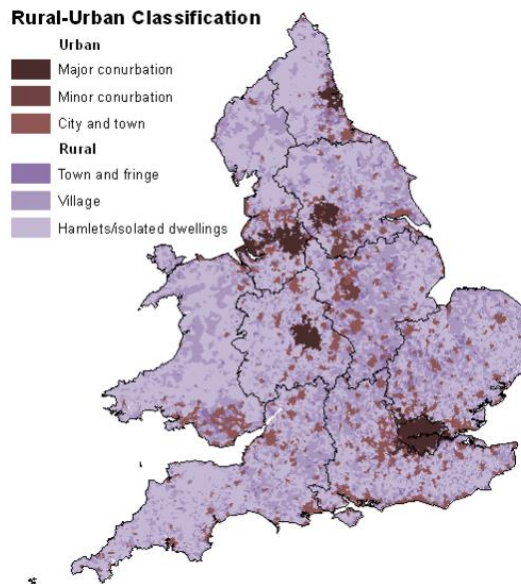 Rural-Urban Classification
Urban
Major conurbation
Minor conurbation
City and town
Rural
Town and fringe
Village
Hamlets/isolated dwellings